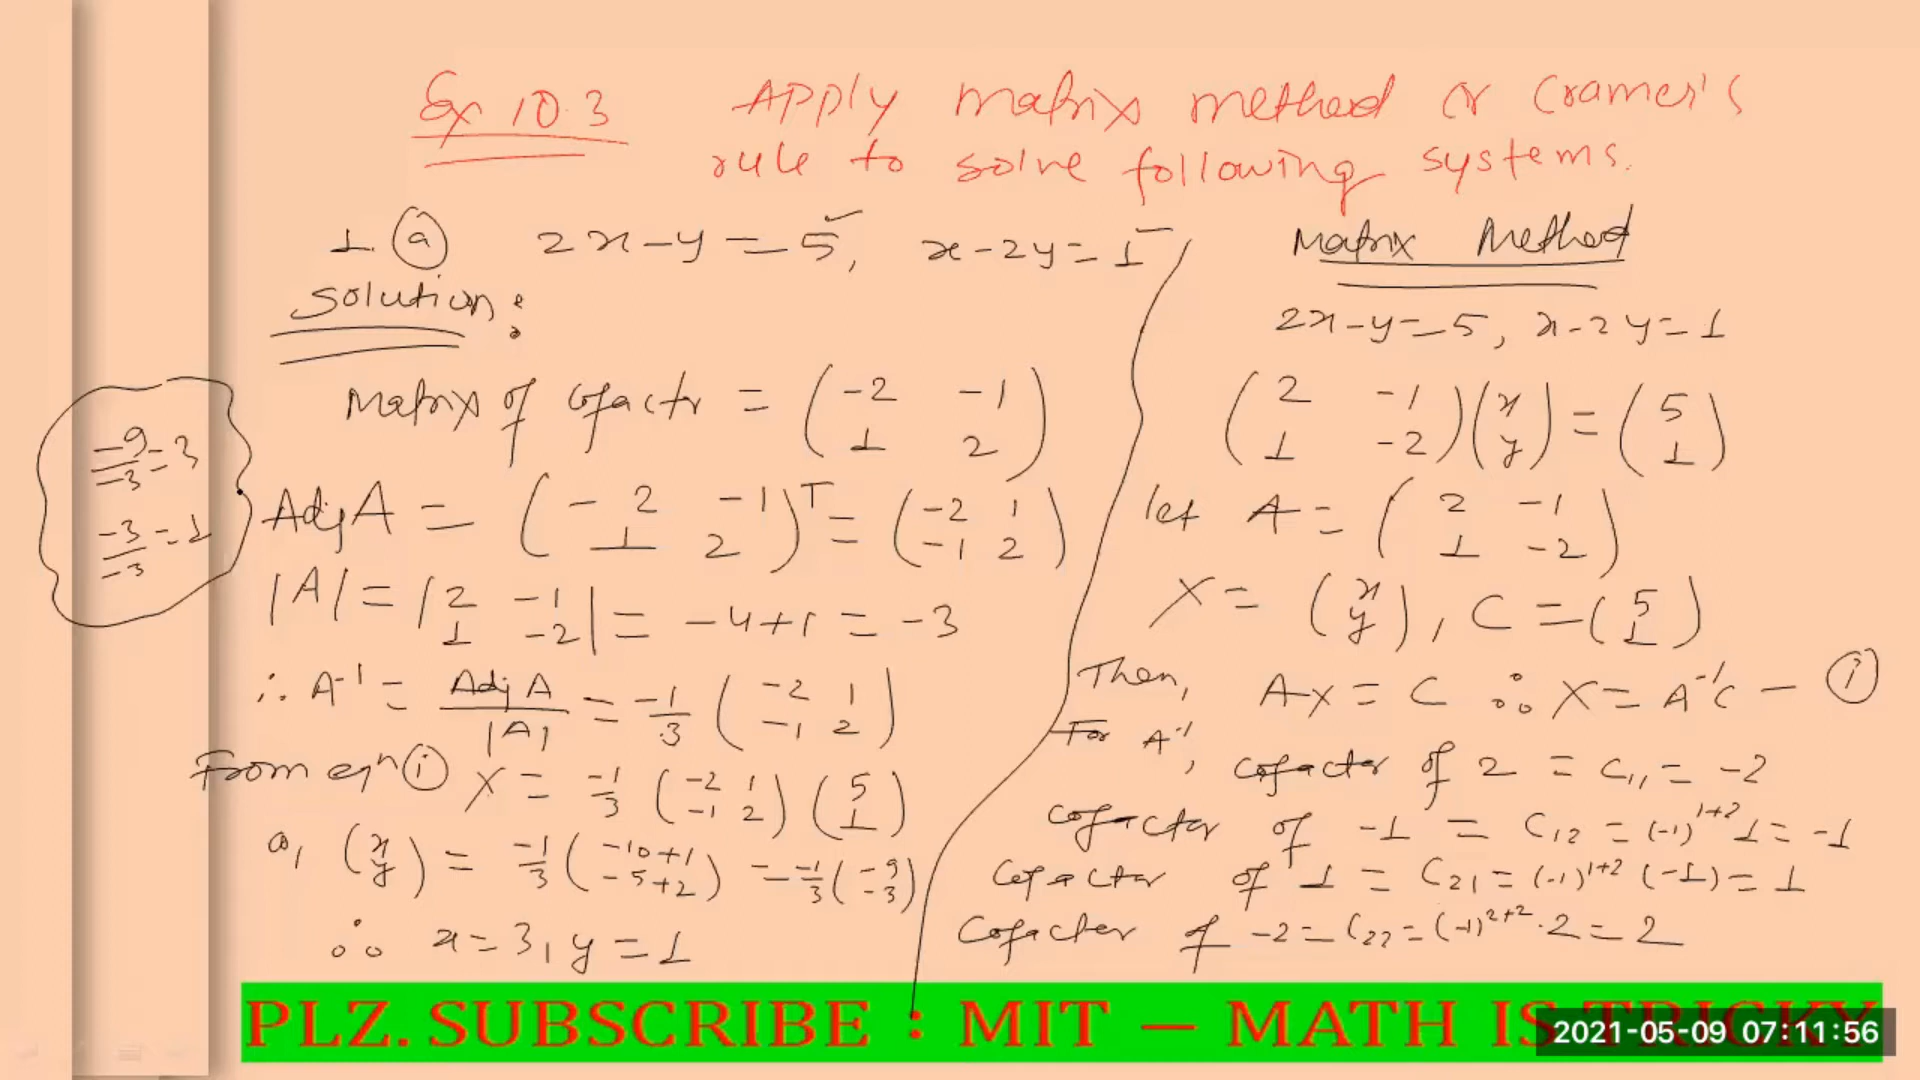 Ex 10.3 Apply matrix method or Cramer's
rule to solve following systems.
1. (a) 2x-y=5, x-2y=1
Solution:
Matrix Method
2x-y=5, x-2y=1
(2 -1
1 -2)(x
y)=(5
1)
let A=(2 -1
1 -2)
X=(x
y), C=(5
1)
Then, AX=C ∴ X=A⁻¹C — (i)
For A⁻¹, cofactor of 2 = C₁₁ = -2
cofactor of -1 = C₁₂ = (-1)¹⁺² 1 = -1
Cofactor of 1 = C₂₁ = (-1)¹⁺² (-1) = 1
Cofactor of -2 = C₂₂ = (-1)²⁺² · 2 = 2
Matrix of cofactr = (-2 -1
1 2)
Adj A = (-2 -1
1 2)ᵀ = (-2 1
-1 2)
|A| = |2 -1
1 -2| = -4+1 = -3
∴ A⁻¹ = Adj A/|A| = -1/3 (-2 1
-1 2)
From eqn (i) X = -1/3 (-2 1
-1 2) (5
1)
or, (x
y) = -1/3 (-10+1
-5+2) = -1/3 (-9
-3)
∴ x=3, y=1
-9/-3=3
-3/-3=1
PLZ. SUBSCRIBE : MIT – MATH IS TRICKY
2021-05-09 07:11:56